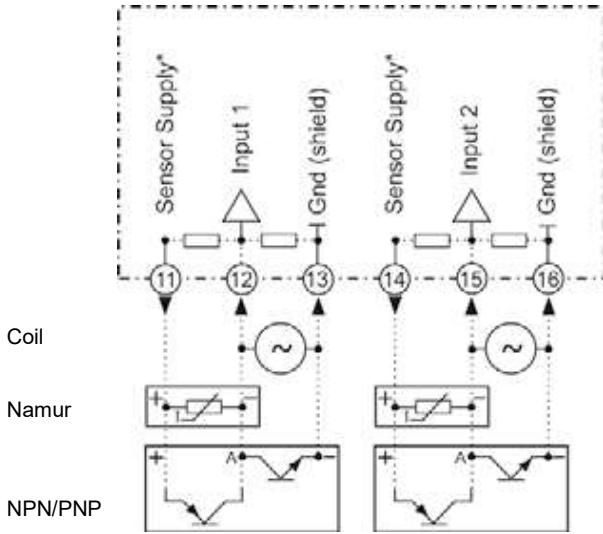 Sensor Supply*
Input 1
Gnd (shield)
Sensor Supply*
Input 2
Gnd (shield)
11
12
13
14
15
16
Coil
~
~
Namur
+
−
+
−
NPN/PNP
+
A
−
+
A
−